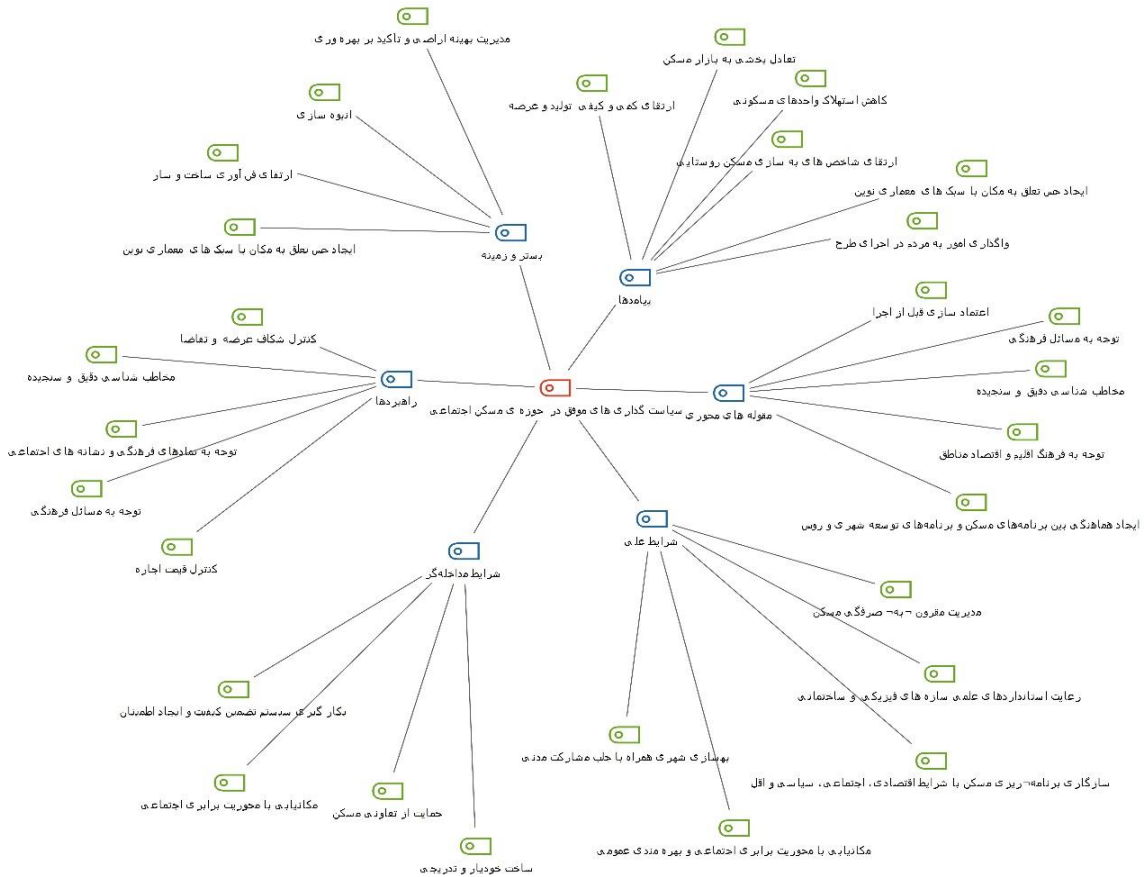 مدیریت بهینه اراضی و تأکید بر بهره وری
تعادل بخشی به بازار مسکن
ارتقای کمی و کیفی تولید و عرضه
کاهش استهلاک واحدهای مسکونی
انبوه سازی
ارتقای شاخص های به سازی مسکن روستایی
ارتقای فن آوری ساخت و ساز
ایجاد حس تعلق به مکان با سبک های معماری نوین
واگذاری امور به مردم در اجرای طرح
ایجاد حس تعلق به مکان با سبک های معماری نوین
بستر و زمینه
پیامدها
اعتماد سازی قبل از اجرا
کنترل شکاف عرضه و تقاضا
توجه به مسائل فرهنگی
مخاطب شناسی دقیق و سنجیده
مخاطب شناسی دقیق و سنجیده
راهبردها
سیاست گذاری های موفق در حوزه ی مسکن اجتماعی
مقوله های محوری
توجه به نمادهای فرهنگی و نشانه های اجتماعی
توجه به فرهنگ اقلیم و اقتصاد مناطق
توجه به مسائل فرهنگی
ایجاد هماهنگی بین برنامه‌های مسکن و برنامه‌های توسعه شهری و روس
کنترل قیمت اجاره
شرایط علی
شرایط مداخله‌گر
مدیریت مقرون ¬به¬ صرفگی مسکن
رعایت استانداردهای علمی سازه های فیزیکی و ساختمانی
بکار گیری سیستم تضمین کیفیت و ایجاد اطمینان
بهسازی شهری همراه با جلب مشارکت مدنی
سازگاری برنامه¬ریزی مسکن با شرایط اقتصادی، اجتماعی، سیاسی و اقل
مکانیابی با محوریت برابری اجتماعی
حمایت از تعاونی مسکن
مکانیابی با محوریت برابری اجتماعی و بهره مندی عمومی
ساخت خودیار و تدریجی